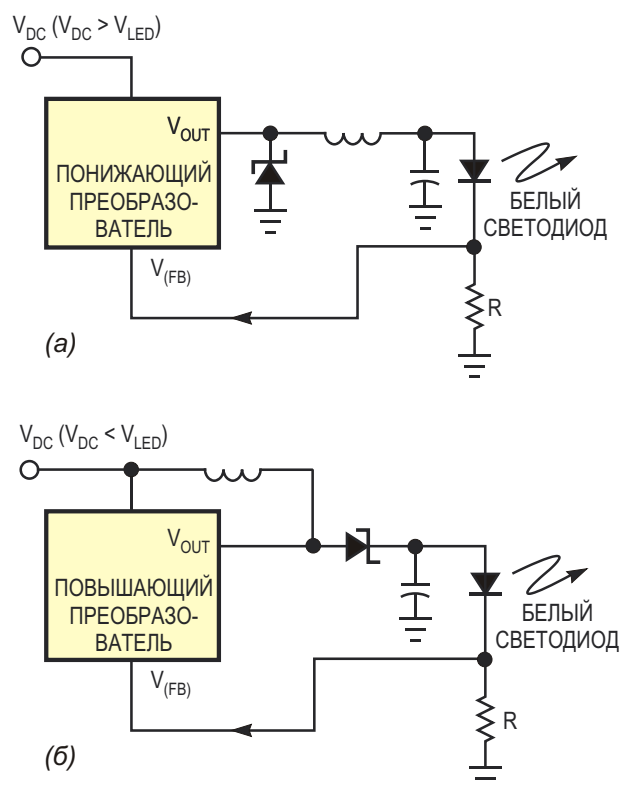 V_DC (V_DC > V_LED)
V_OUT
ПОНИЖАЮЩИЙ
ПРЕОБРАЗО-
ВАТЕЛЬ
БЕЛЫЙ
СВЕТОДИОД
V_(FB)
R
(а)
V_DC (V_DC < V_LED)
V_OUT
ПОВЫШАЮЩИЙ
ПРЕОБРАЗО-
ВАТЕЛЬ
БЕЛЫЙ
СВЕТОДИОД
V_(FB)
R
(б)